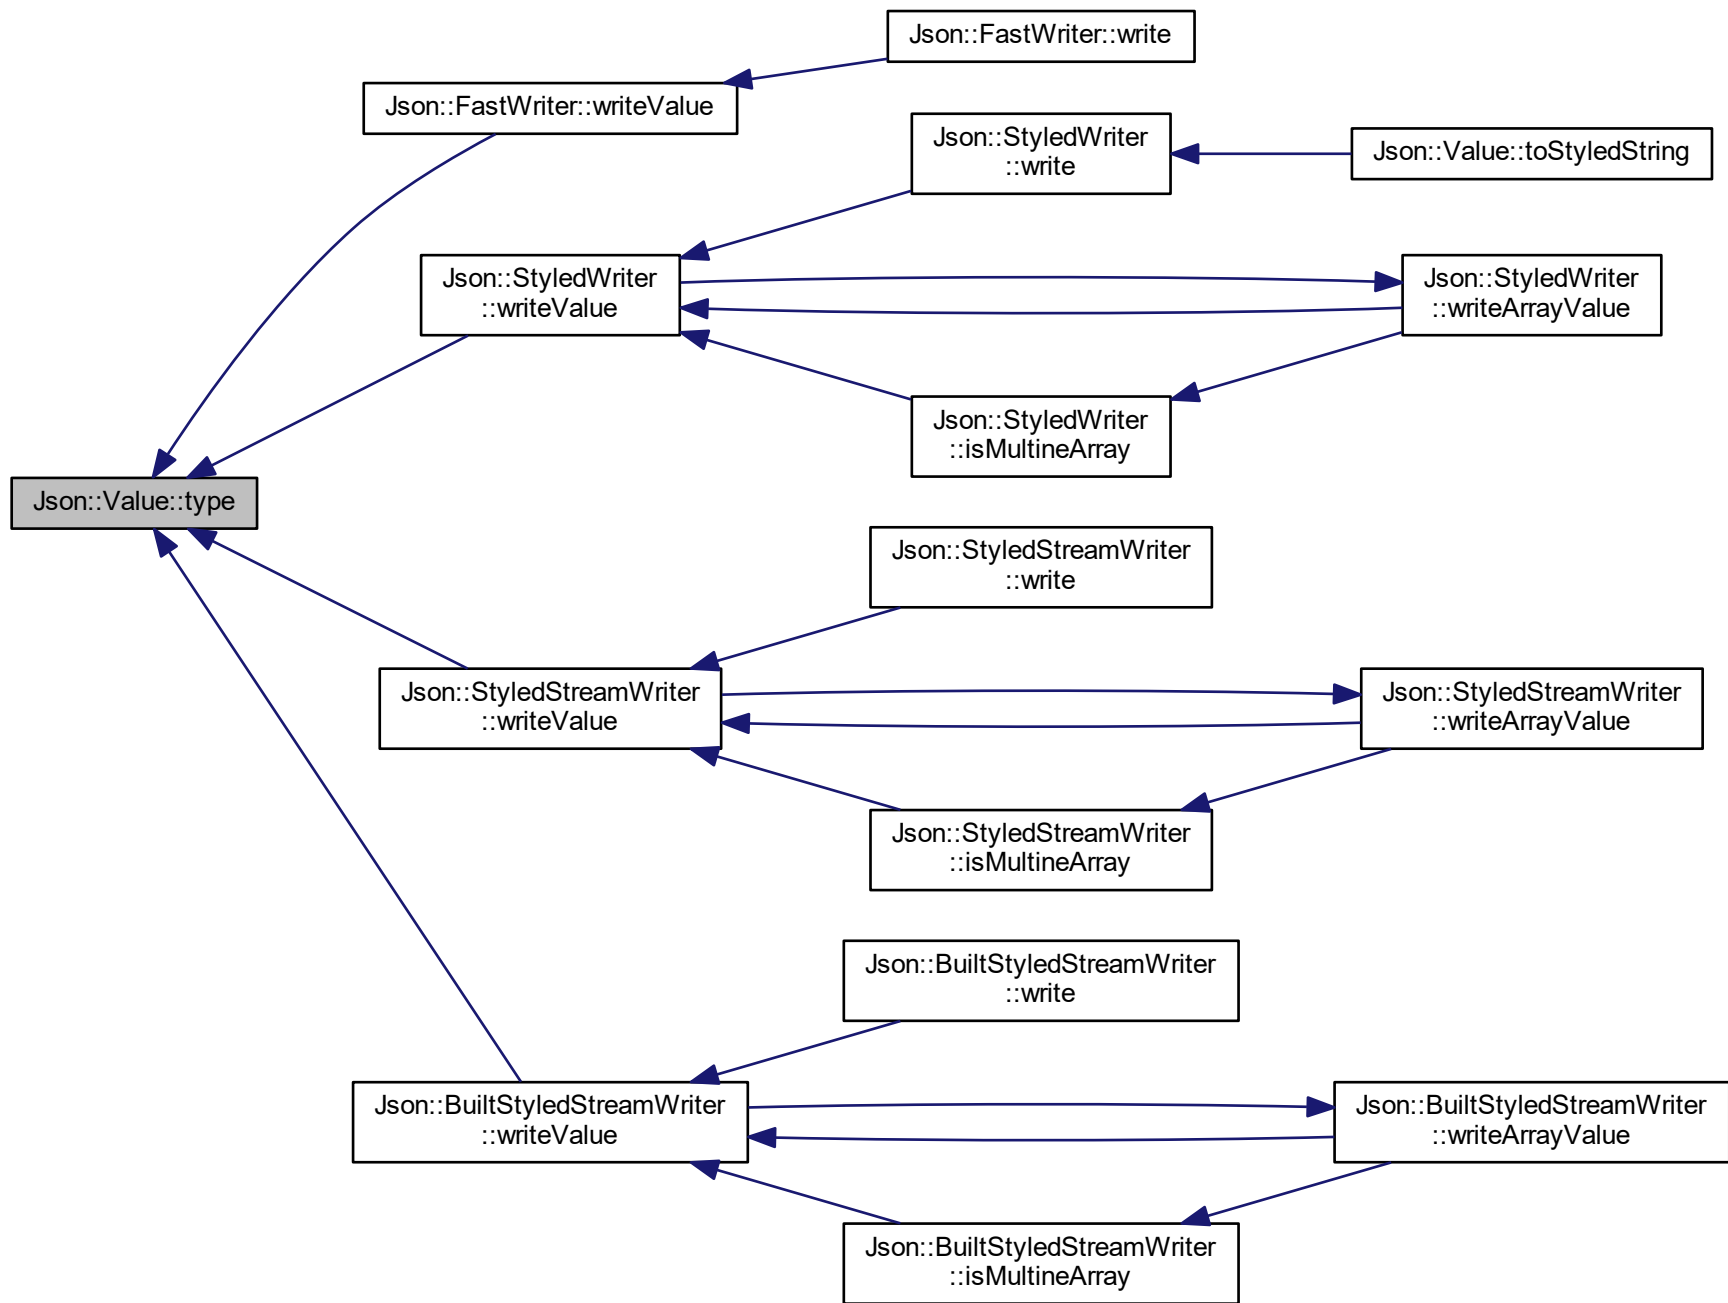 Json::FastWriter::write
Json::FastWriter::writeValue
Json::StyledWriter
::write
Json::Value::toStyledString
Json::StyledWriter
::writeValue
Json::StyledWriter
::writeArrayValue
Json::StyledWriter
::isMultineArray
Json::Value::type
Json::StyledStreamWriter
::write
Json::StyledStreamWriter
::writeValue
Json::StyledStreamWriter
::writeArrayValue
Json::StyledStreamWriter
::isMultineArray
Json::BuiltStyledStreamWriter
::write
Json::BuiltStyledStreamWriter
::writeValue
Json::BuiltStyledStreamWriter
::writeArrayValue
Json::BuiltStyledStreamWriter
::isMultineArray